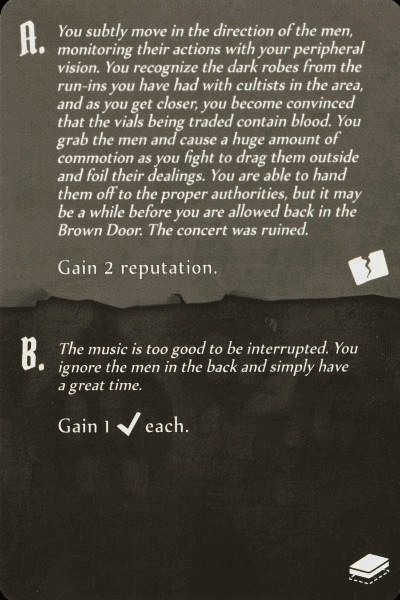 A. You subtly move in the direction of the men,
monitoring their actions with your peripheral
vision. You recognize the dark robes from the
run-ins you have had with cultists in the area,
and as you get closer, you become convinced
that the vials being traded contain blood. You
grab the men and cause a huge amount of
commotion as you fight to drag them outside
and foil their dealings. You are able to hand
them off to the proper authorities, but it may
be a while before you are allowed back in the
Brown Door. The concert was ruined.
Gain 2 reputation.
B. The music is too good to be interrupted. You
ignore the men in the back and simply have
a great time.
Gain 1 ✓ each.